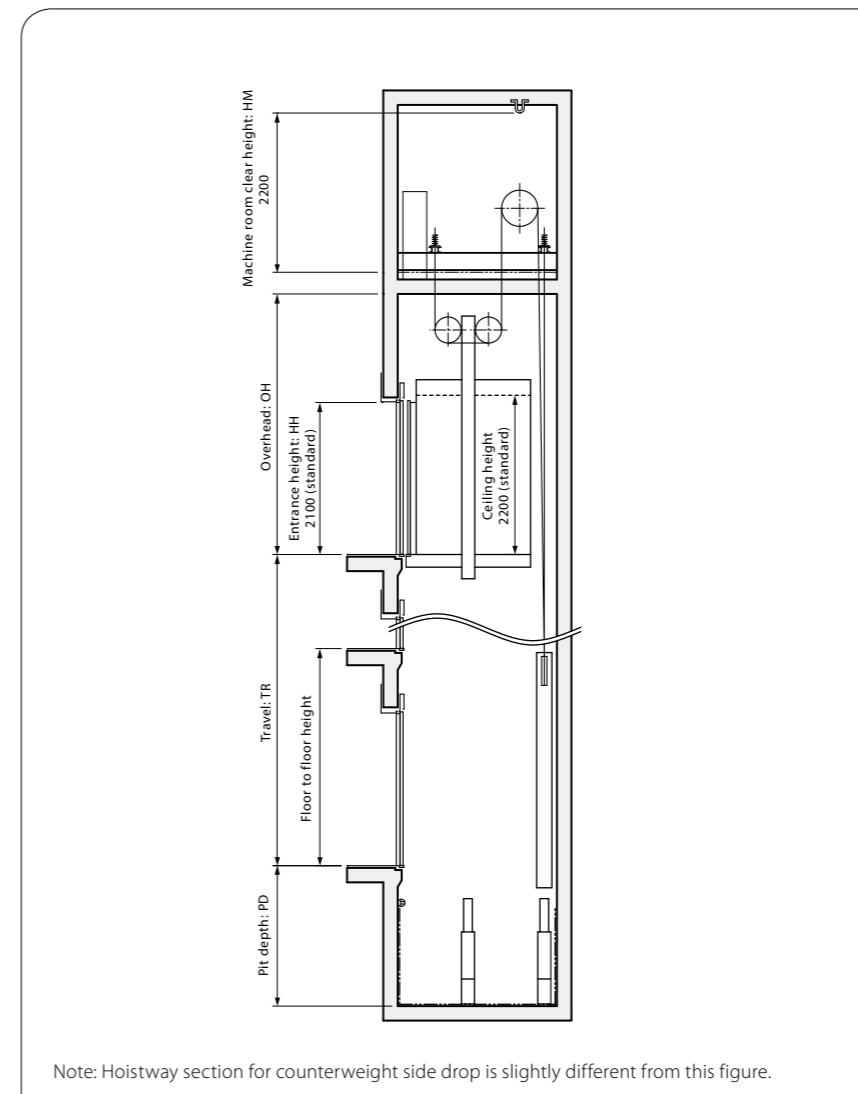 Machine room clear height: HM
2200
Overhead: OH
Entrance height: HH
2100 (standard)
Ceiling height
2200 (standard)
Travel: TR
Floor to floor height
Pit depth: PD
Note: Hoistway section for counterweight side drop is slightly different from this figure.